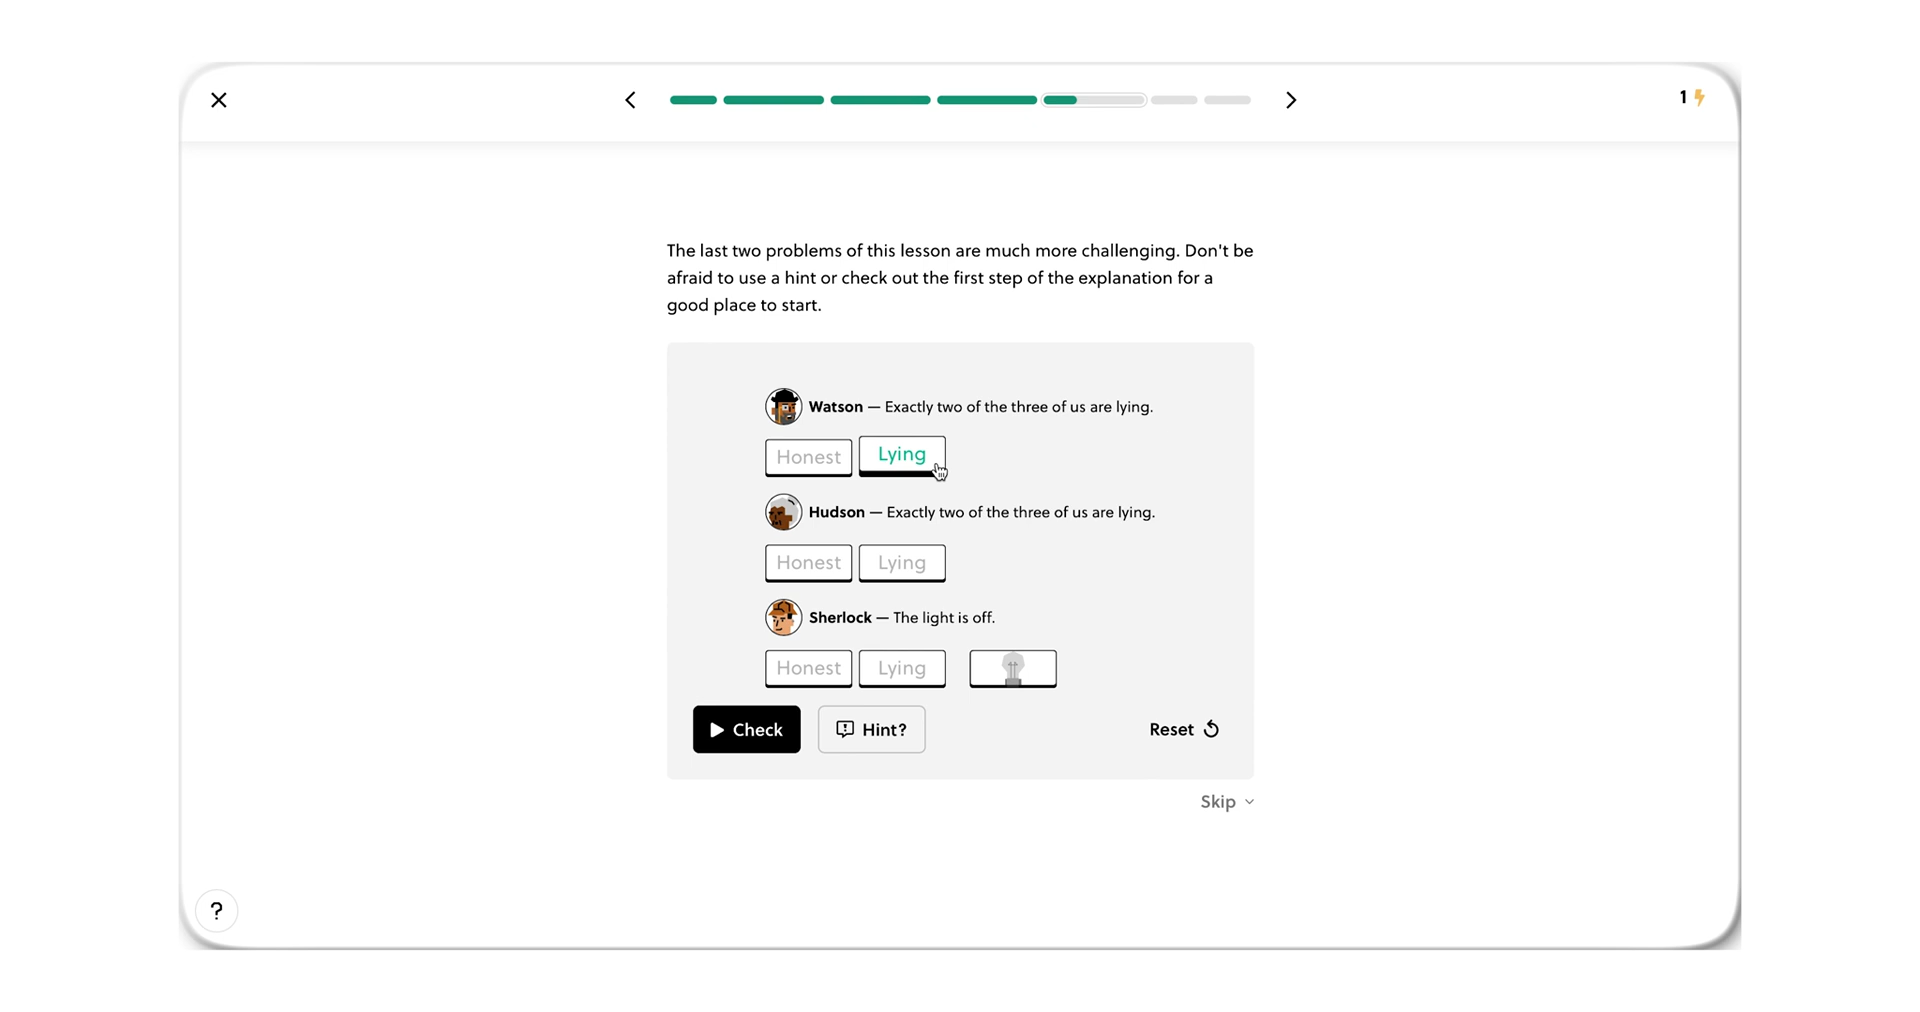 1
The last two problems of this lesson are much more challenging. Don't be
afraid to use a hint or check out the first step of the explanation for a
good place to start.
Watson — Exactly two of the three of us are lying.
Honest Lying
Hudson — Exactly two of the three of us are lying.
Honest Lying
Sherlock — The light is off.
Honest Lying
Check Hint? Reset
Skip
?